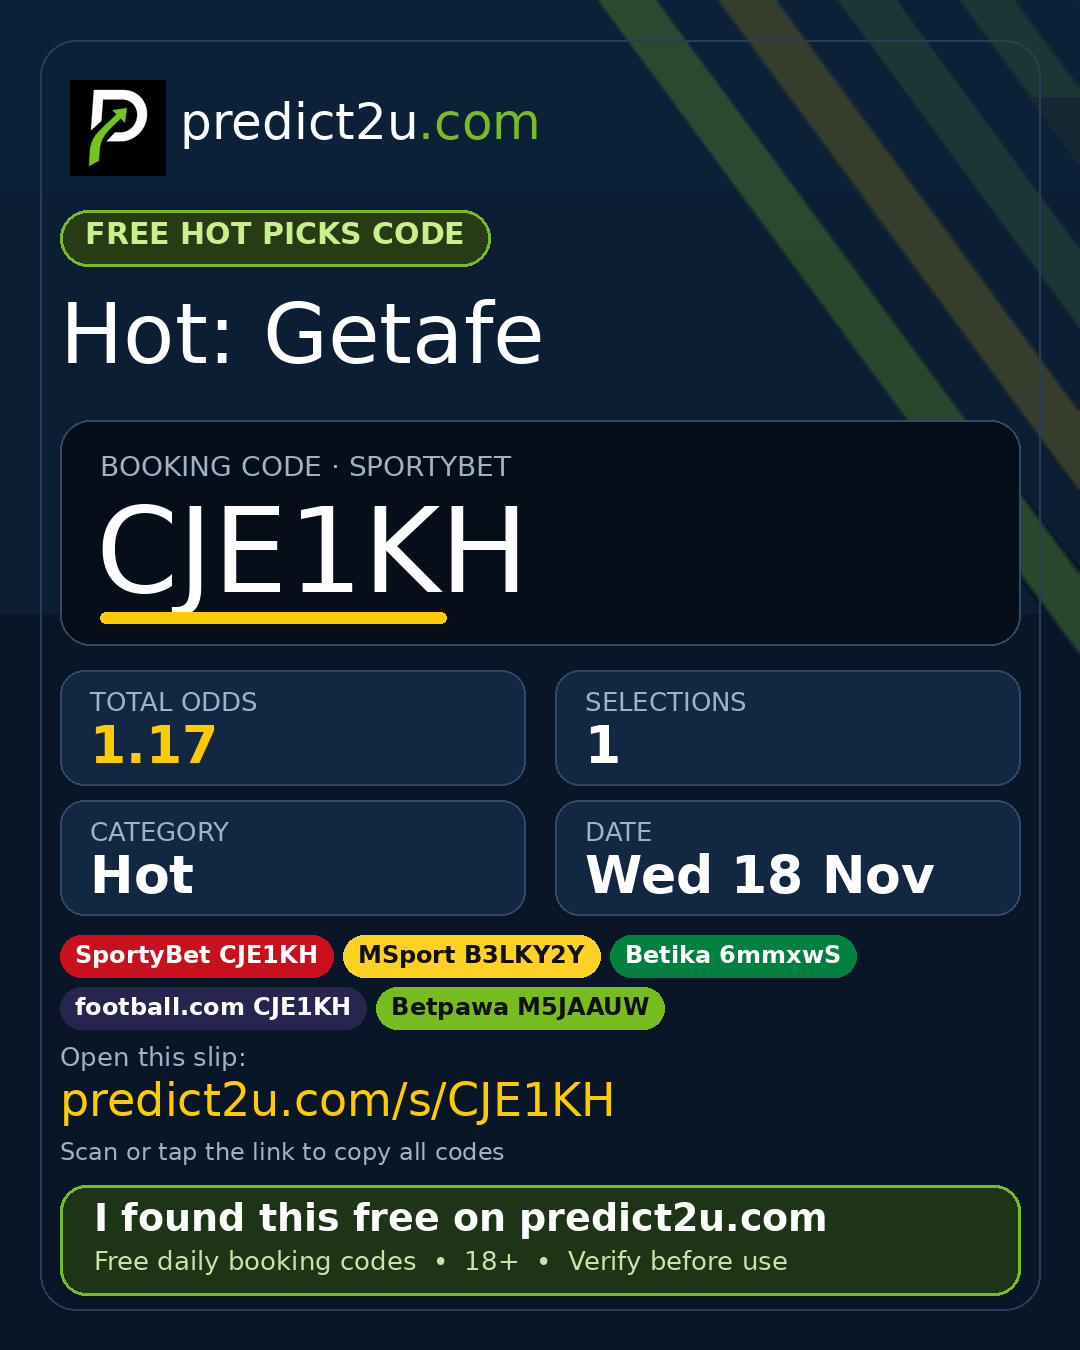 predict2u.com
FREE HOT PICKS CODE
Hot: Getafe
BOOKING CODE · SPORTYBET
CJE1KH
TOTAL ODDS
1.17
SELECTIONS
1
CATEGORY
Hot
DATE
Wed 18 Nov
SportyBet CJE1KH
MSport B3LKY2Y
Betika 6mmxwS
football.com CJE1KH
Betpawa M5JAAUW
Open this slip:
predict2u.com/s/CJE1KH
Scan or tap the link to copy all codes
I found this free on predict2u.com
Free daily booking codes • 18+ • Verify before use